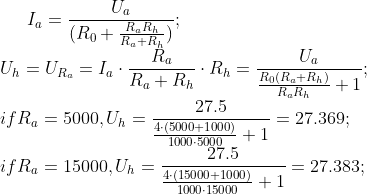 I_a = \frac{U_a}{(R_0 + \frac{R_a R_h}{R_a + R_h})};
U_h = U_{R_a} = I_a \cdot \frac{R_a}{R_a + R_h} \cdot R_h = \frac{U_a}{\frac{R_0(R_a + R_h)}{R_a R_h} + 1};
if R_a = 5000, U_h = \frac{27.5}{\frac{4 \cdot (5000 + 1000)}{1000 \cdot 5000} + 1} = 27.369;
if R_a = 15000, U_h = \frac{27.5}{\frac{4 \cdot (15000 + 1000)}{1000 \cdot 15000} + 1} = 27.383;